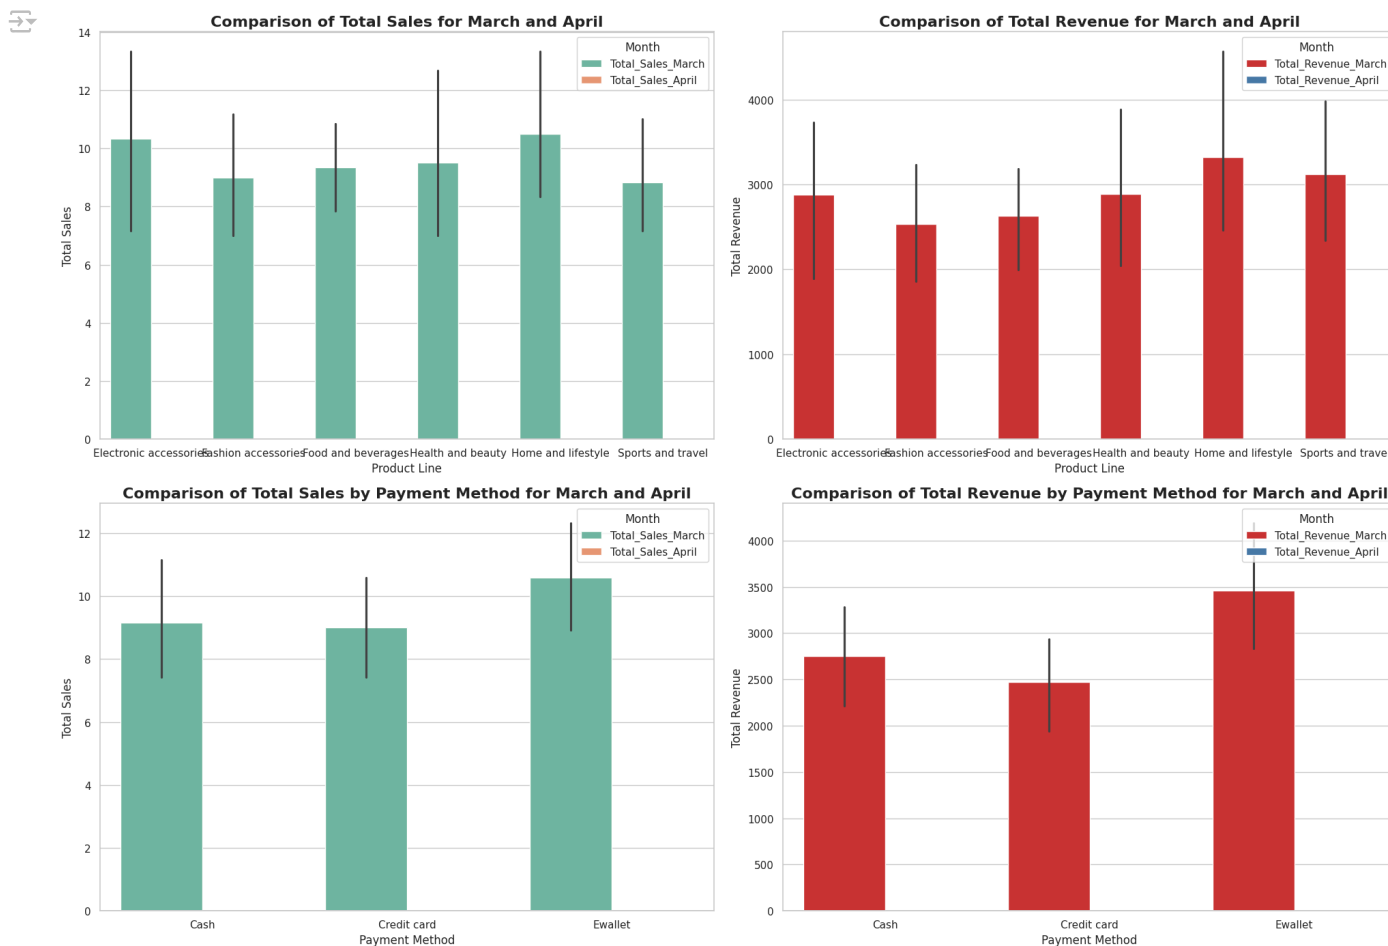 Comparison of Total Sales for March and April
14
12
10
8
6
4
2
0
Total Sales
Month
Total_Sales_March
Total_Sales_April
Electronic accessories Fashion accessories Food and beverages Health and beauty Home and lifestyle Sports and travel
Product Line
Comparison of Total Revenue for March and April
4000
3000
2000
1000
0
Total Revenue
Month
Total_Revenue_March
Total_Revenue_April
Electronic accessories Fashion accessories Food and beverages Health and beauty Home and lifestyle Sports and travel
Product Line
Comparison of Total Sales by Payment Method for March and April
12
10
8
6
4
2
0
Total Sales
Month
Total_Sales_March
Total_Sales_April
Cash Credit card Ewallet
Payment Method
Comparison of Total Revenue by Payment Method for March and April
4000
3500
3000
2500
2000
1500
1000
500
0
Total Revenue
Month
Total_Revenue_March
Total_Revenue_April
Cash Credit card Ewallet
Payment Method